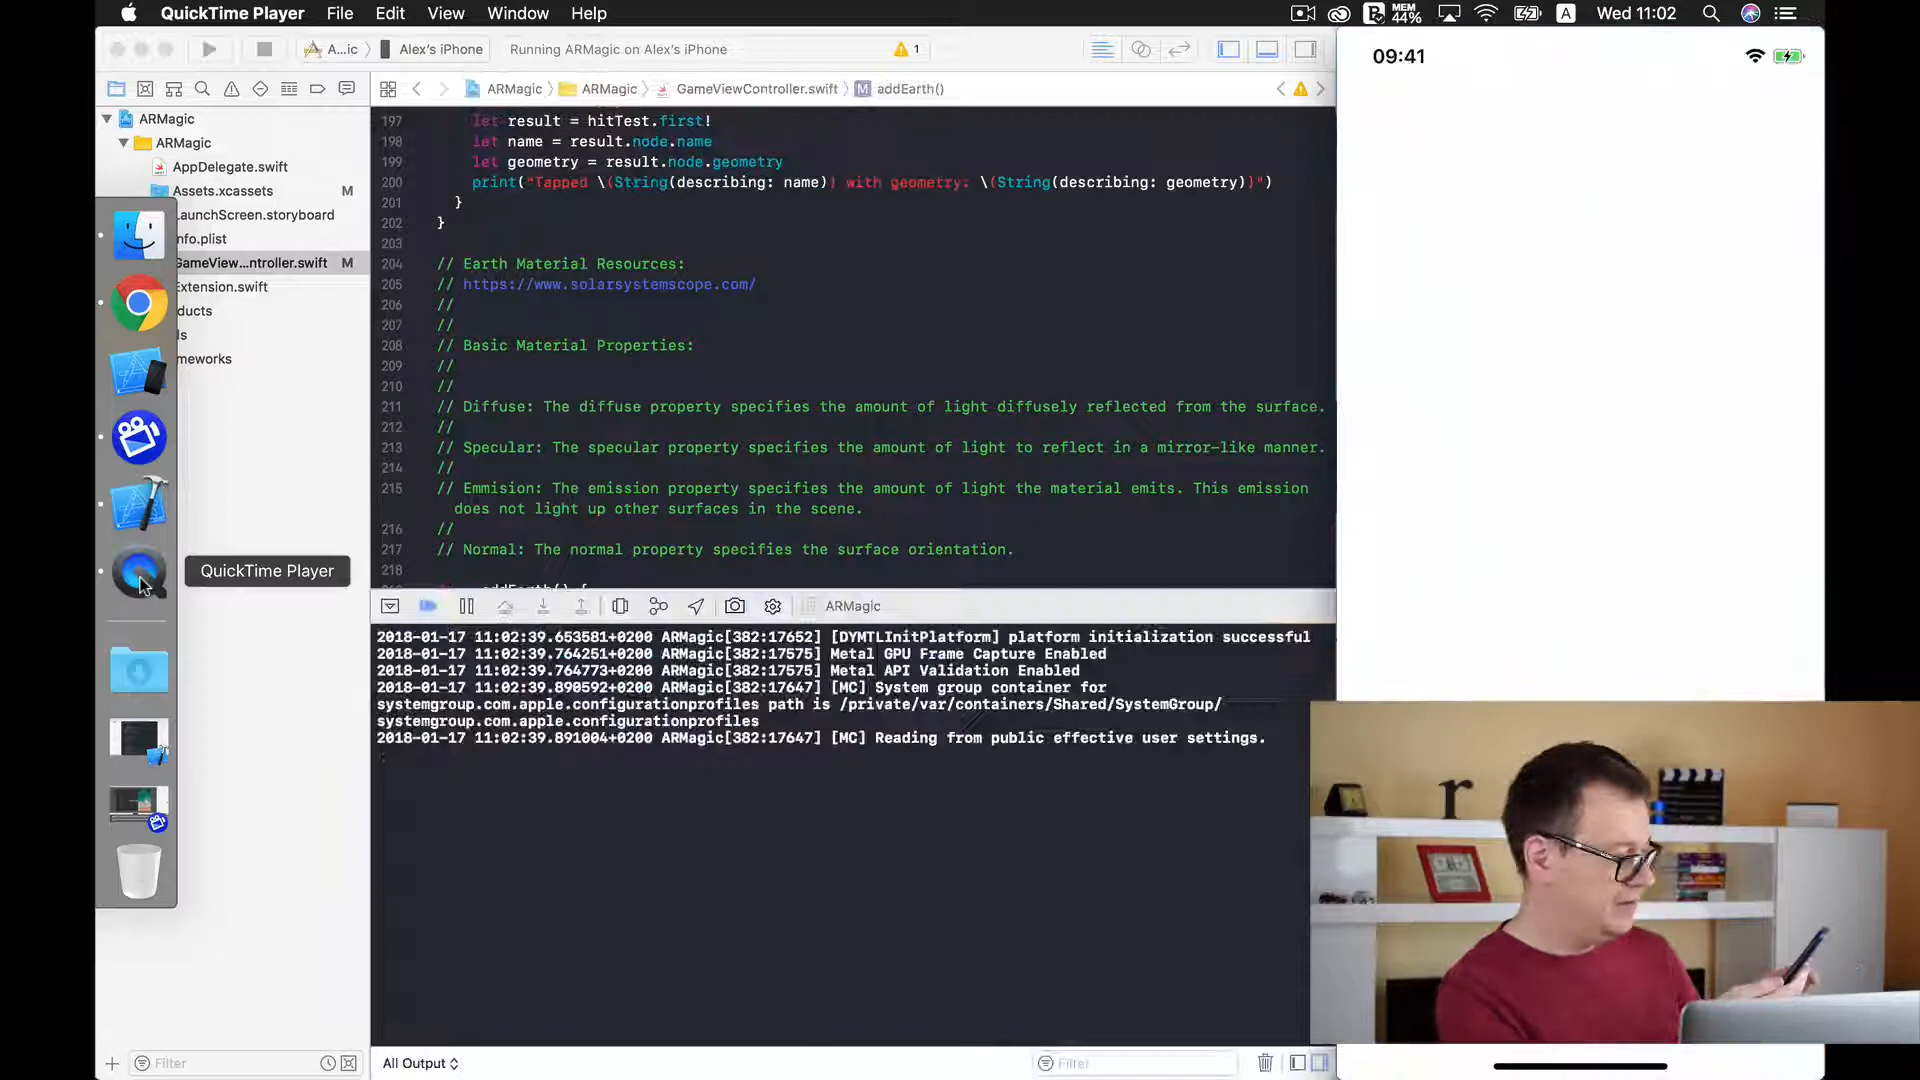 QuickTime Player File Edit View Window Help MEM 44% A Wed 11:02
A...ic Alex's iPhone Running ARMagic on Alex's iPhone 1
09:41
ARMagic ARMagic GameViewController.swift M addEarth()
ARMagic
ARMagic
AppDelegate.swift
Assets.xcassets M
LaunchScreen.storyboard
nfo.plist
GameView...ntroller.swift M
Extension.swift
ducts
ls
meworks
QuickTime Player
197 let result = hitTest.first!
198 let name = result.node.name
199 let geometry = result.node.geometry
200 print("Tapped \(String(describing: name)) with geometry: \(String(describing: geometry))")
201 }
202 }
203
204 // Earth Material Resources:
205 // https://www.solarsystemscope.com/
206 //
207 //
208 // Basic Material Properties:
209 //
210 //
211 // Diffuse: The diffuse property specifies the amount of light diffusely reflected from the surface.
212 //
213 // Specular: The specular property specifies the amount of light to reflect in a mirror-like manner.
214 //
215 // Emmision: The emission property specifies the amount of light the material emits. This emission
does not light up other surfaces in the scene.
216 //
217 // Normal: The normal property specifies the surface orientation.
218
addEarth() {
ARMagic
2018-01-17 11:02:39.653581+0200 ARMagic[382:17652] [DYMTLInitPlatform] platform initialization successful
2018-01-17 11:02:39.764251+0200 ARMagic[382:17575] Metal GPU Frame Capture Enabled
2018-01-17 11:02:39.764773+0200 ARMagic[382:17575] Metal API Validation Enabled
2018-01-17 11:02:39.890592+0200 ARMagic[382:17647] [MC] System group container for
systemgroup.com.apple.configurationprofiles path is /private/var/containers/Shared/SystemGroup/
systemgroup.com.apple.configurationprofiles
2018-01-17 11:02:39.891004+0200 ARMagic[382:17647] [MC] Reading from public effective user settings.
r
Filter All Output Filter